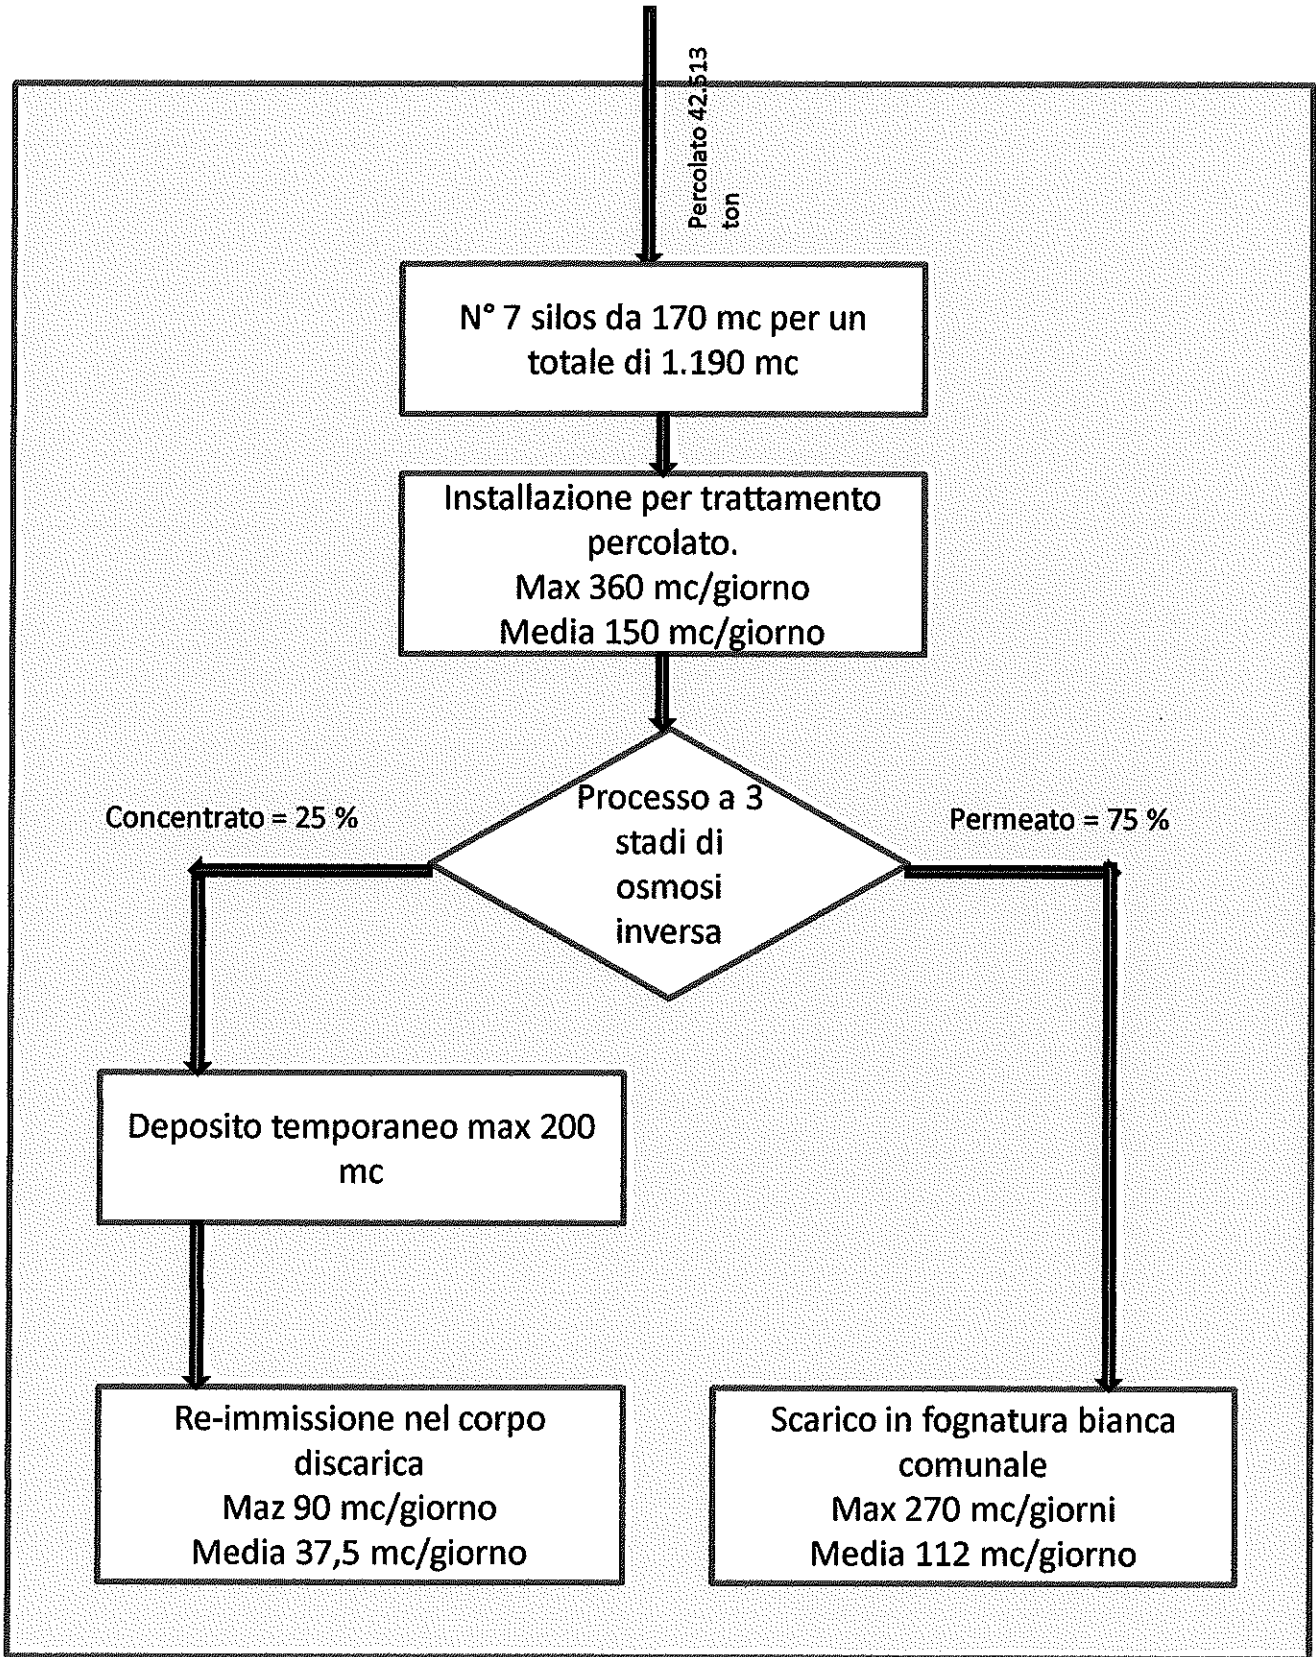 Percolato 42.513
ton
N° 7 silos da 170 mc per un
totale di 1.190 mc
Installazione per trattamento
percolato.
Max 360 mc/giorno
Media 150 mc/giorno
Processo a 3
stadi di
osmosi
inversa
Concentrato = 25 %
Permeato = 75 %
Deposito temporaneo max 200
mc
Re-immissione nel corpo
discarica
Maz 90 mc/giorno
Media 37,5 mc/giorno
Scarico in fognatura bianca
comunale
Max 270 mc/giorni
Media 112 mc/giorno